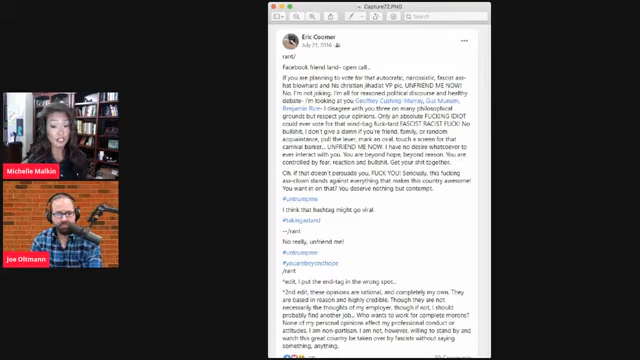 Capture72.PNG
Search
Eric Coomer
July 21, 2016
rant/
Facebook friend land- open call...
If you are planning to vote for that autocratic, narcissistic, fascist ass-
hat blowhard and his christian jihadist VP pic, UNFRIEND ME NOW!
No, I'm not joking. I'm all for reasoned political discourse and healthy
debate- I'm looking at you Geoffrey Cushing-Murray, Gus Munson,
Benjamin Rice- I disagree with you three on many philosophical
grounds but respect your opinions. Only an absolute FUCKING IDIOT
could ever vote for that wind-bag fuck-tard FASCIST RACIST FUCK! No
bullshit, I don't give a damn if you're friend, family, or random
acquaintance, pull the lever, mark an oval, touch a screen for that
carnival barker... UNFRIEND ME NOW! I have no desire whatsoever to
ever interact with you. You are beyond hope, beyond reason. You are
controlled by fear, reaction and bullshit. Get your shit together.
Oh, if that doesn't persuade you, FUCK YOU! Seriously, this fucking
ass-clown stands against everything that makes this country awesome!
You want in on that? You deserve nothing but contempt.
#untrumpme
I think that hashtag might go viral.
#takingastand
--/rant
No really, unfriend me!
#untrumpme
#youarebeyondhope
/rant
*edit, I put the end-tag in the wrong spot...
*2nd edit, these opinions are rational, and completely my own. They
are based in reason and highly credible. Though they are not
necessarily the thoughts of my employer, though if not, I should
probably find another job... Who wants to work for complete morons?
None of my personal opinions affect my professional conduct or
attitudes. I am non-partisan. I am not, however, willing to stand by and
watch this great country be taken over by fascists without saying
something, anything.
Michelle Malkin
Joe Oltmann